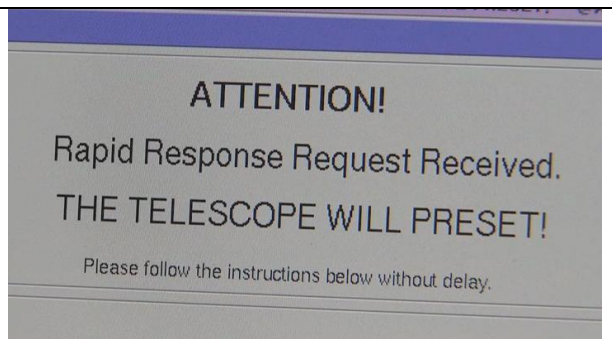 ATTENTION!
Rapid Response Request Received.
THE TELESCOPE WILL PRESET!
Please follow the instructions below without delay.